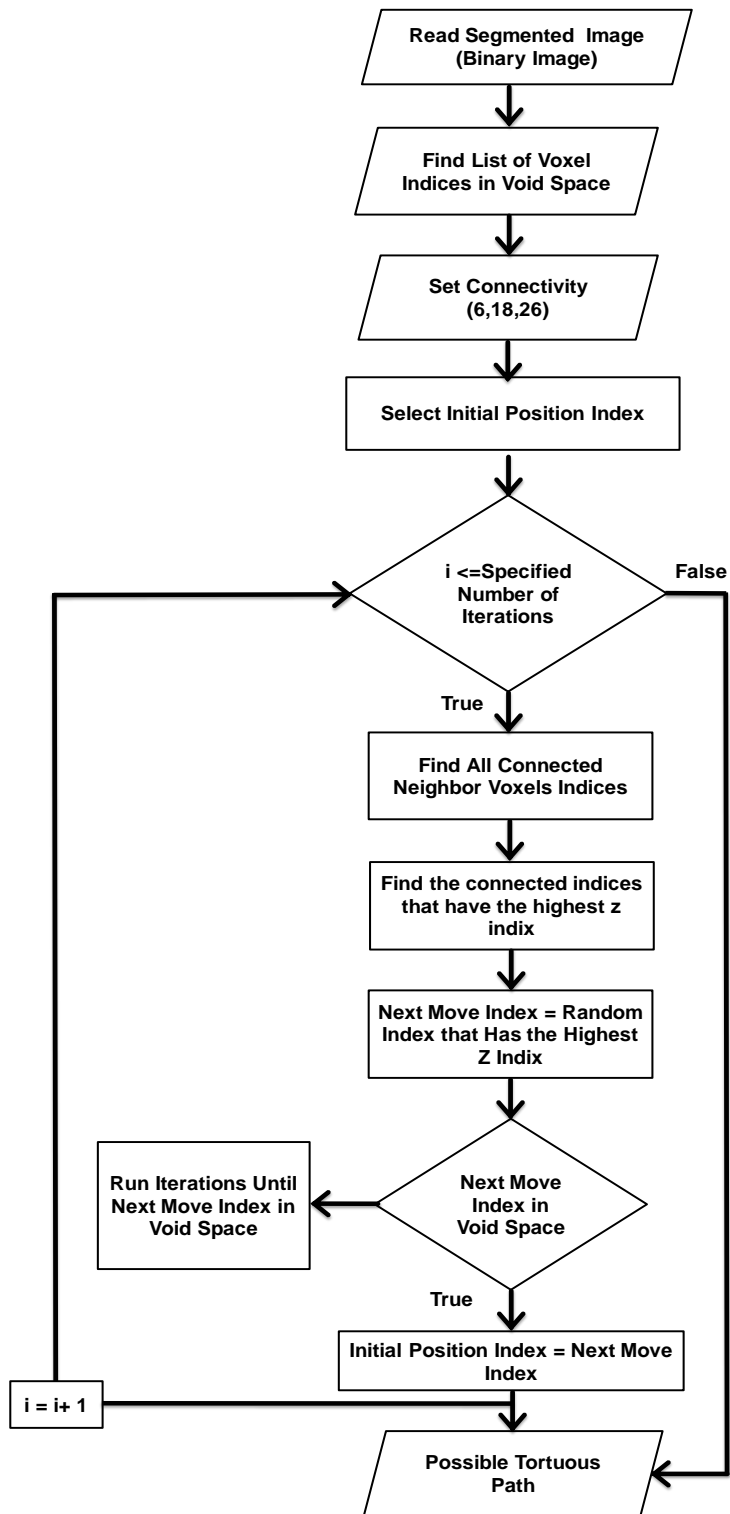 Read Segmented Image
(Binary Image)
Find List of Voxel
Indices in Void Space
Set Connectivity
(6,18,26)
Select Initial Position Index
i <=Specified
Number of
Iterations
False
True
Find All Connected
Neighbor Voxels Indices
Find the connected indices
that have the highest z
indix
Next Move Index = Random
Index that Has the Highest
Z Indix
Run Iterations Until
Next Move Index in
Void Space
Next Move
Index in
Void Space
True
Initial Position Index = Next Move
Index
i = i+ 1
Possible Tortuous
Path